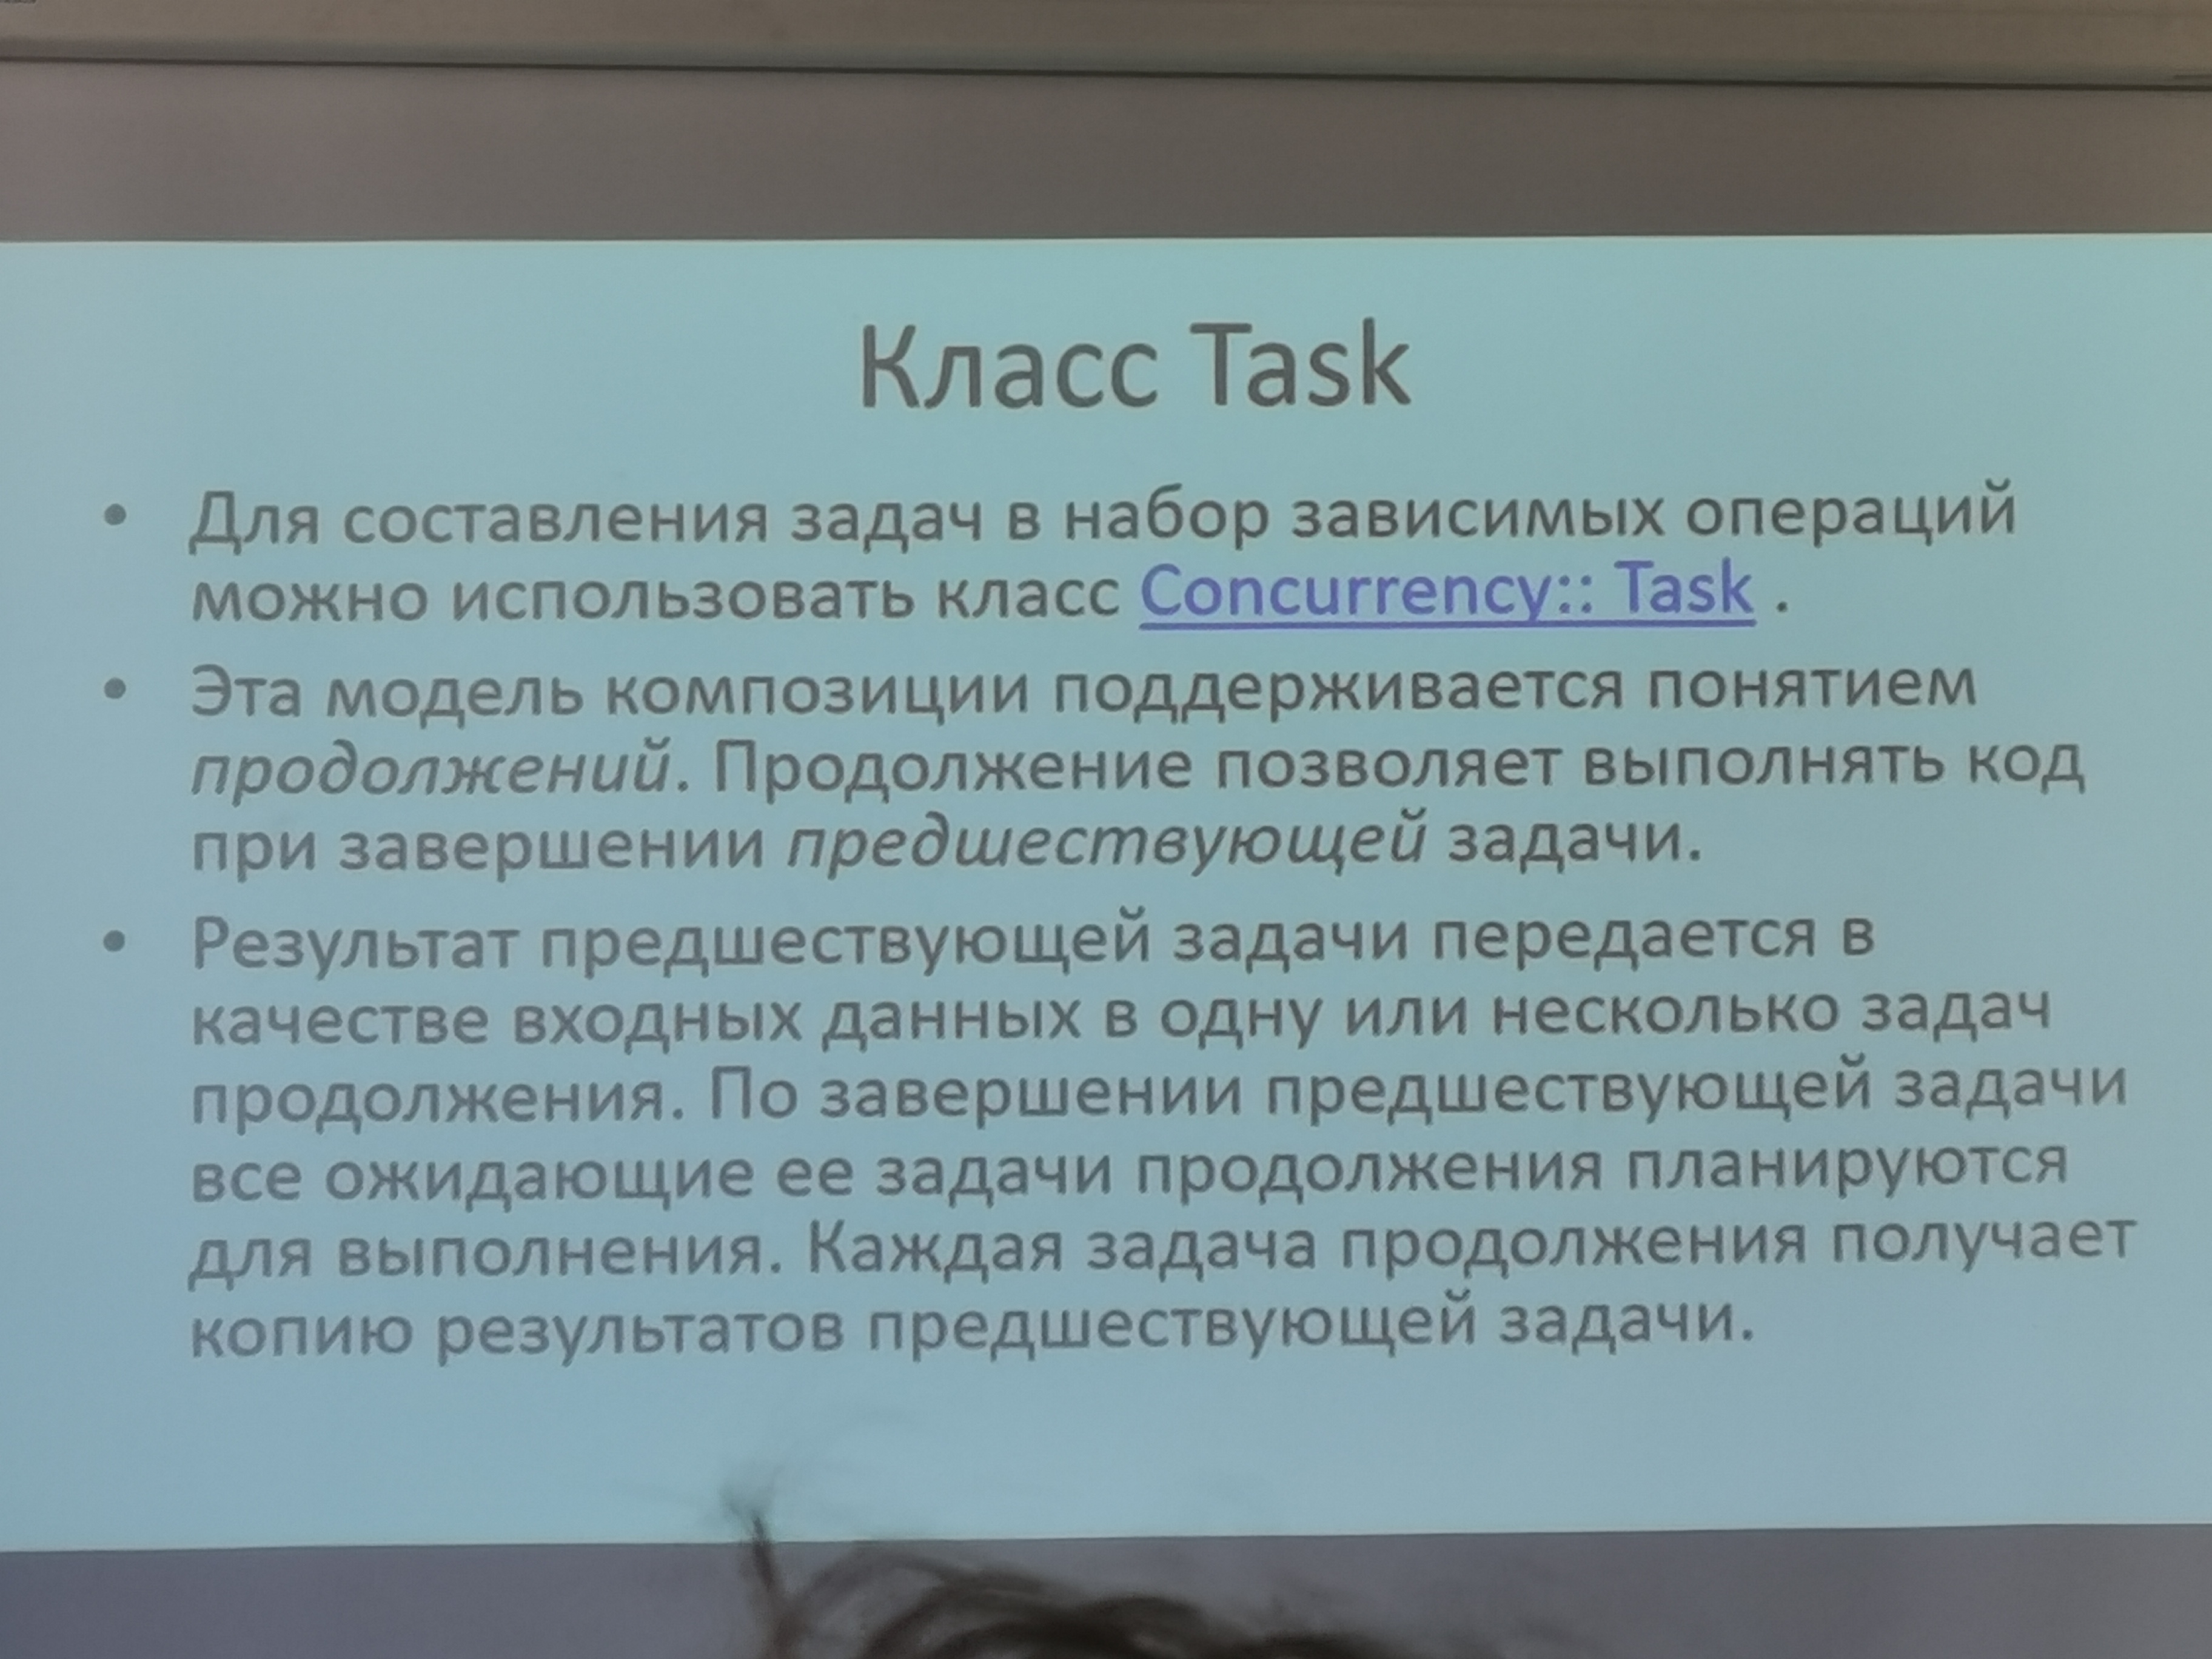 Класс Task
• Для составления задач в набор зависимых операций
можно использовать класс Concurrency:: Task .
• Эта модель композиции поддерживается понятием
продолжений. Продолжение позволяет выполнять код
при завершении предшествующей задачи.
• Результат предшествующей задачи передается в
качестве входных данных в одну или несколько задач
продолжения. По завершении предшествующей задачи
все ожидающие ее задачи продолжения планируются
для выполнения. Каждая задача продолжения получает
копию результатов предшествующей задачи.